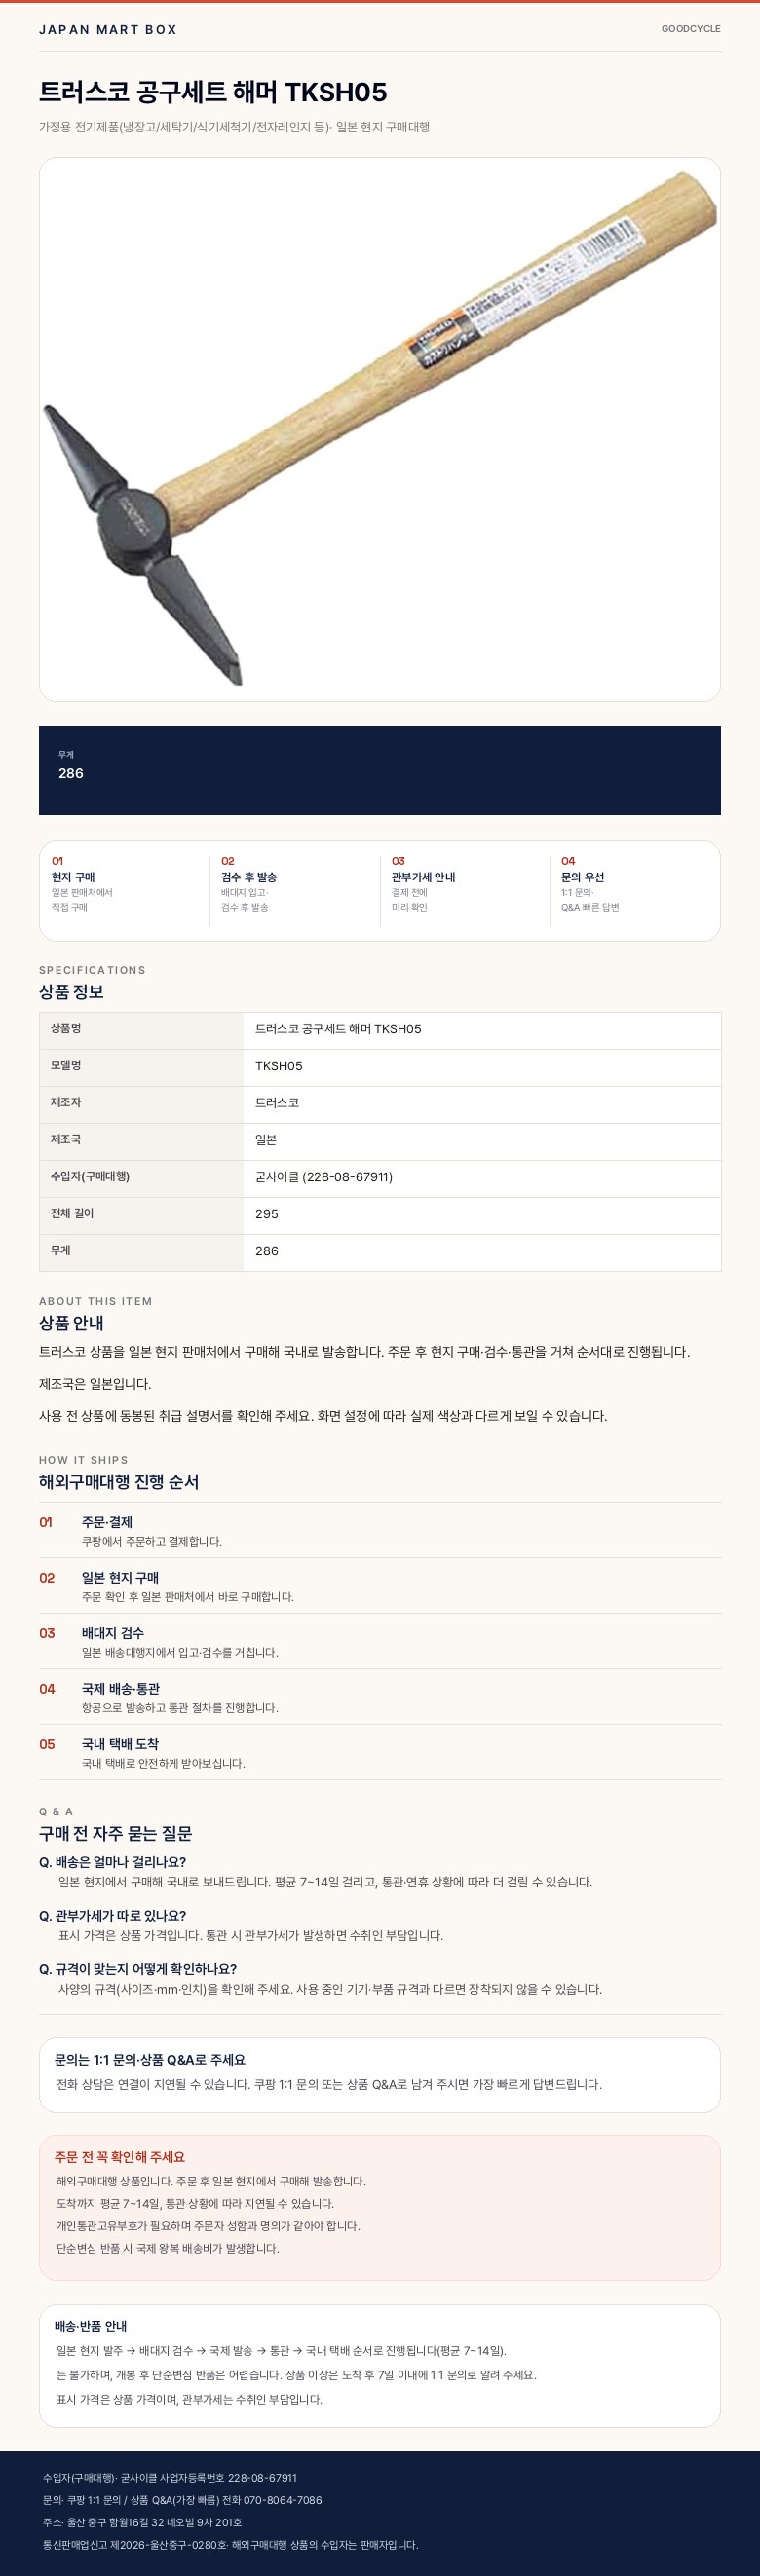 JAPAN MART BOX
GOODCYCLE
트러스코 공구세트 해머 TKSH05
가정용 전기제품(냉장고/세탁기/식기세척기/전자레인지 등)· 일본 현지 구매대행
무게
286
01
현지 구매
일본 판매처에서
직접 구매
02
검수 후 발송
배대지 입고·
검수 후 발송
03
관부가세 안내
결제 전에
미리 확인
04
문의 우선
1:1 문의·
Q&A 빠른 답변
SPECIFICATIONS
상품 정보
상품명 트러스코 공구세트 해머 TKSH05
모델명 TKSH05
제조자 트러스코
제조국 일본
수입자(구매대행) 굳사이클 (228-08-67911)
전체 길이 295
무게 286
ABOUT THIS ITEM
상품 안내
트러스코 상품을 일본 현지 판매처에서 구매해 국내로 발송합니다. 주문 후 현지 구매·검수·통관을 거쳐 순서대로 진행됩니다.
제조국은 일본입니다.
사용 전 상품에 동봉된 취급 설명서를 확인해 주세요. 화면 설정에 따라 실제 색상과 다르게 보일 수 있습니다.
HOW IT SHIPS
해외구매대행 진행 순서
01 주문·결제
쿠팡에서 주문하고 결제합니다.
02 일본 현지 구매
주문 확인 후 일본 판매처에서 바로 구매합니다.
03 배대지 검수
일본 배송대행지에서 입고·검수를 거칩니다.
04 국제 배송·통관
항공으로 발송하고 통관 절차를 진행합니다.
05 국내 택배 도착
국내 택배로 안전하게 받아보십니다.
Q & A
구매 전 자주 묻는 질문
Q. 배송은 얼마나 걸리나요?
일본 현지에서 구매해 국내로 보내드립니다. 평균 7~14일 걸리고, 통관·연휴 상황에 따라 더 걸릴 수 있습니다.
Q. 관부가세가 따로 있나요?
표시 가격은 상품 가격입니다. 통관 시 관부가세가 발생하면 수취인 부담입니다.
Q. 규격이 맞는지 어떻게 확인하나요?
사양의 규격(사이즈·mm·인치)을 확인해 주세요. 사용 중인 기기·부품 규격과 다르면 장착되지 않을 수 있습니다.
문의는 1:1 문의·상품 Q&A로 주세요
전화 상담은 연결이 지연될 수 있습니다. 쿠팡 1:1 문의 또는 상품 Q&A로 남겨 주시면 가장 빠르게 답변드립니다.
주문 전 꼭 확인해 주세요
해외구매대행 상품입니다. 주문 후 일본 현지에서 구매해 발송합니다.
도착까지 평균 7~14일, 통관 상황에 따라 지연될 수 있습니다.
개인통관고유부호가 필요하며 주문자 성함과 명의가 같아야 합니다.
단순변심 반품 시 국제 왕복 배송비가 발생합니다.
배송·반품 안내
일본 현지 발주 → 배대지 검수 → 국제 발송 → 통관 → 국내 택배 순서로 진행됩니다(평균 7~14일).
는 불가하며, 개봉 후 단순변심 반품은 어렵습니다. 상품 이상은 도착 후 7일 이내에 1:1 문의로 알려 주세요.
표시 가격은 상품 가격이며, 관부가세는 수취인 부담입니다.
수입자(구매대행)· 굳사이클 사업자등록번호 228-08-67911
문의· 쿠팡 1:1 문의 / 상품 Q&A(가장 빠름) 전화 070-8064-7086
주소· 울산 중구 함월16길 32 네오빌 9차 201호
통신판매업신고 제2026-울산중구-0280호· 해외구매대행 상품의 수입자는 판매자입니다.